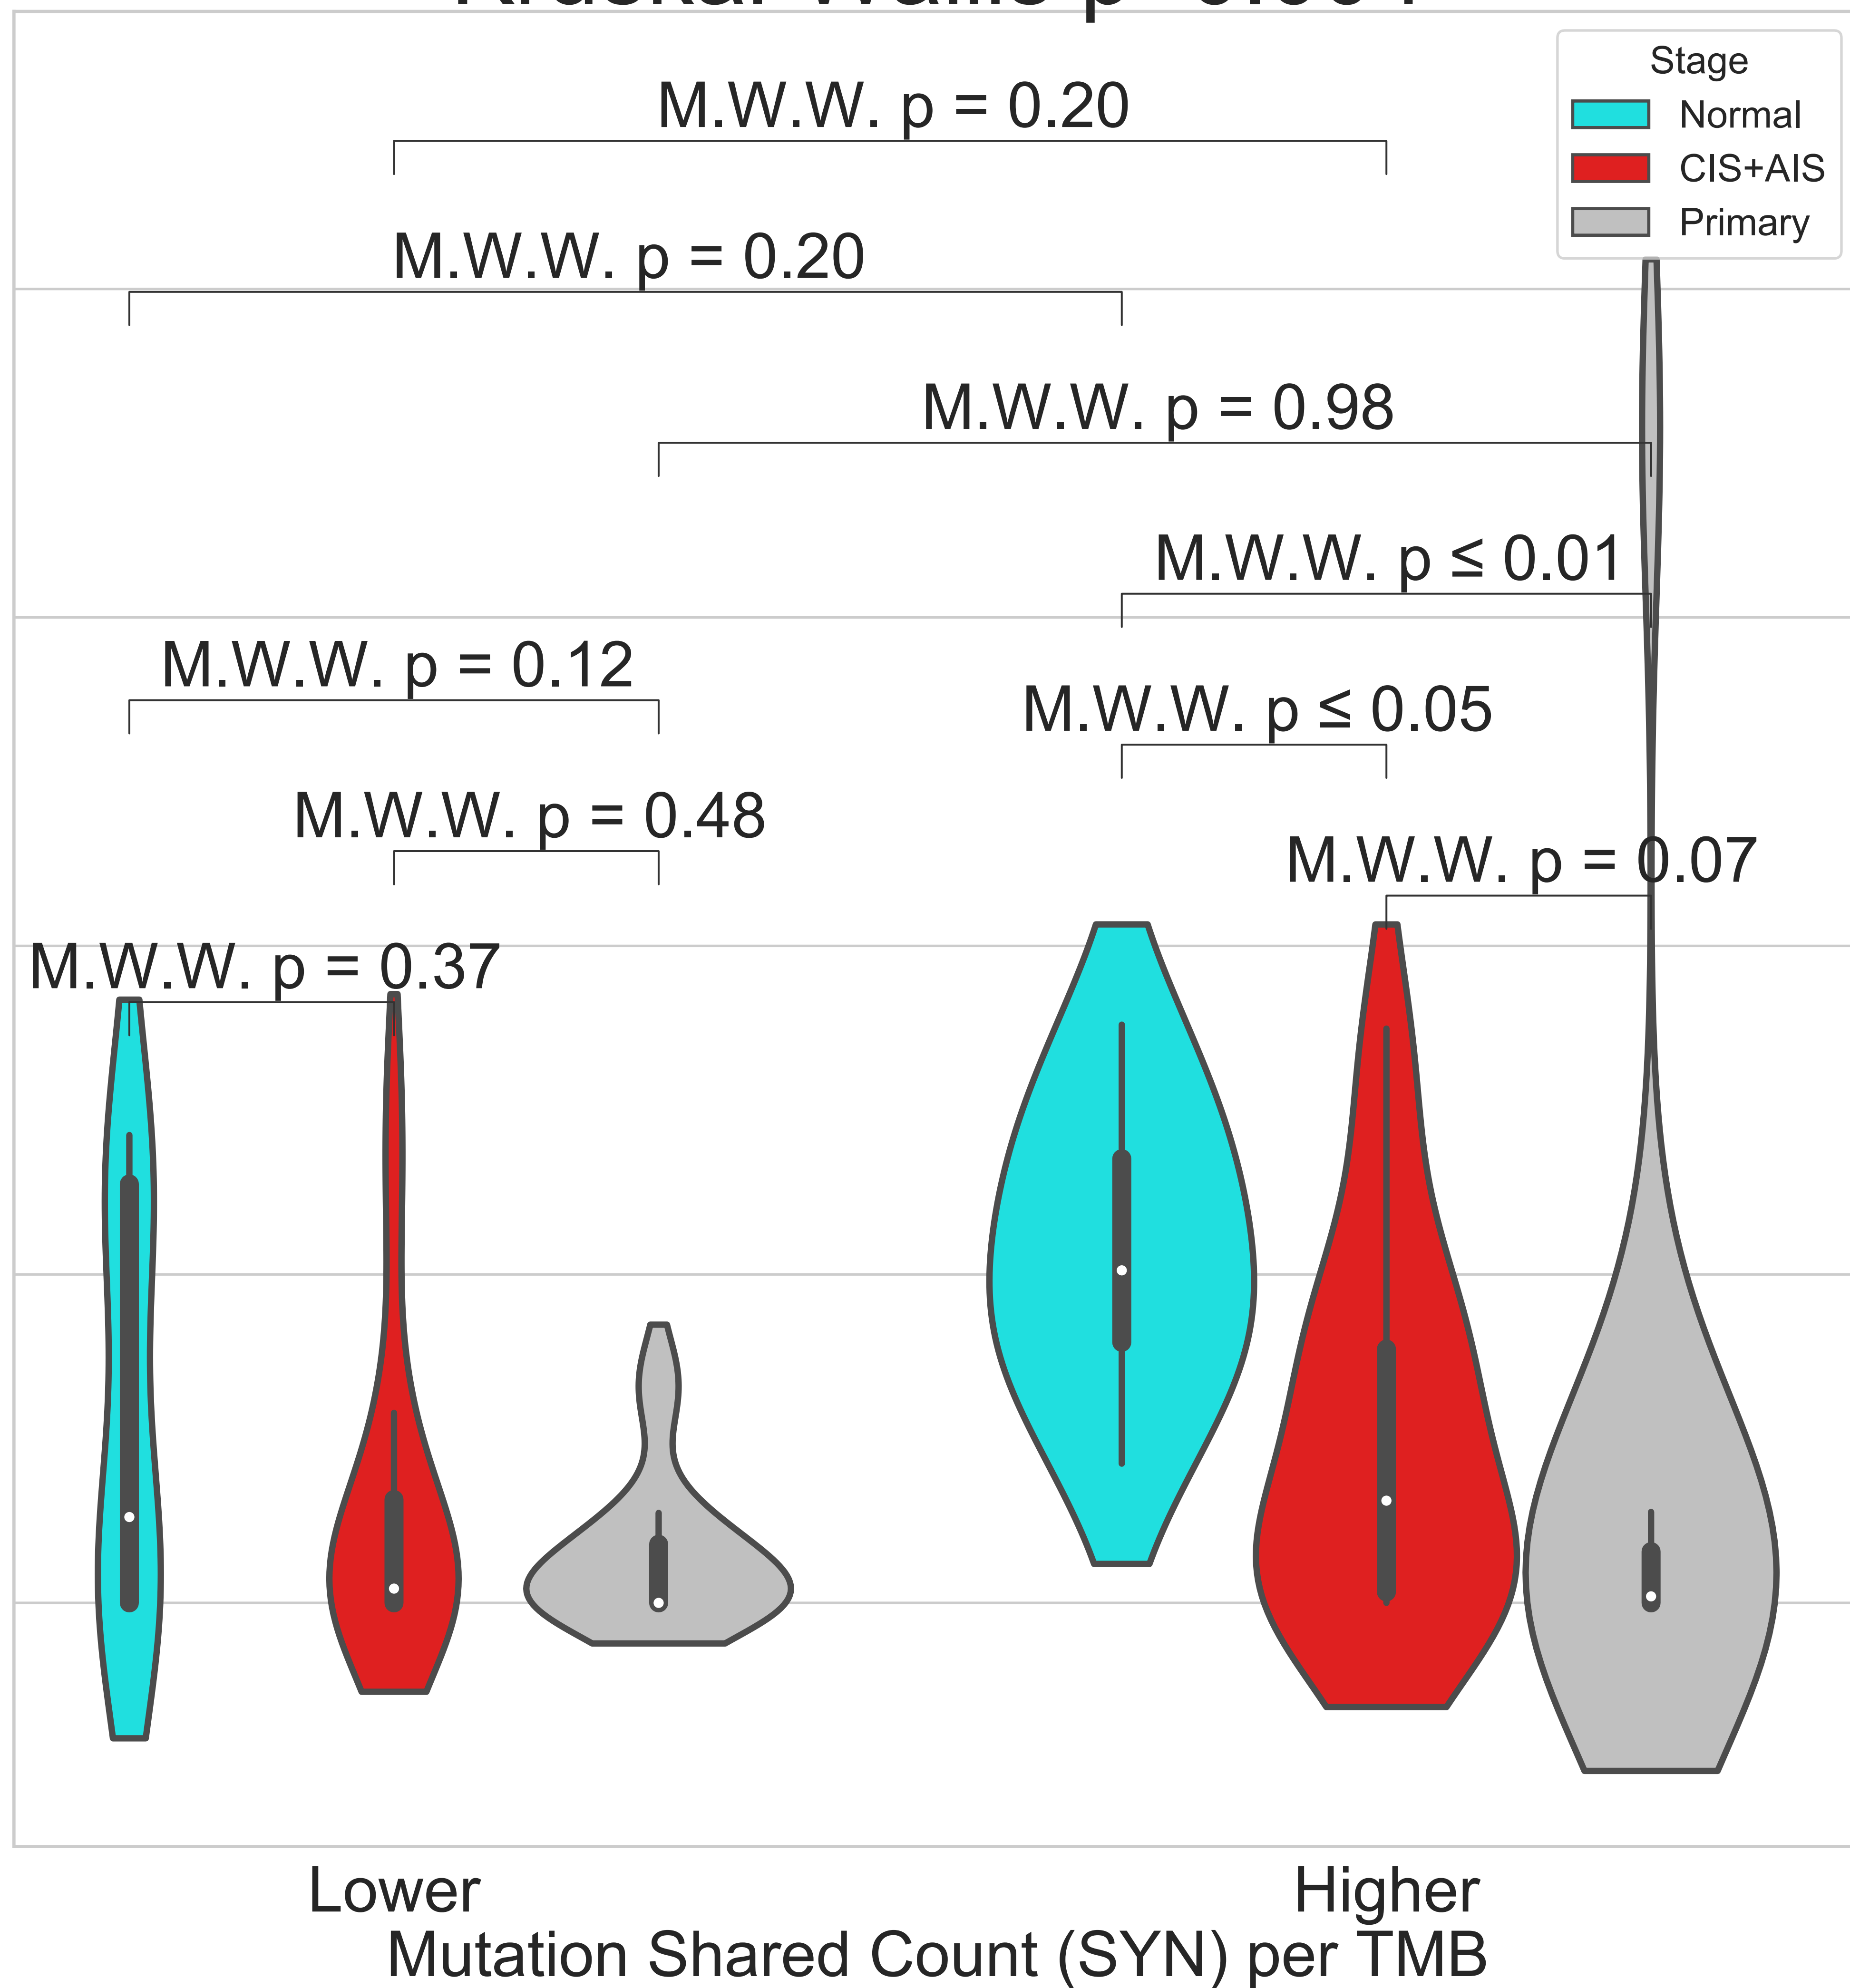 Stage
Normal
CIS+AIS
Primary
M.W.W. p = 0.20
M.W.W. p = 0.20
M.W.W. p = 0.98
M.W.W. p ≤ 0.01
M.W.W. p = 0.12
M.W.W. p ≤ 0.05
M.W.W. p = 0.48
M.W.W. p = 0.07
M.W.W. p = 0.37
Lower
Higher
Mutation Shared Count (SYN) per TMB